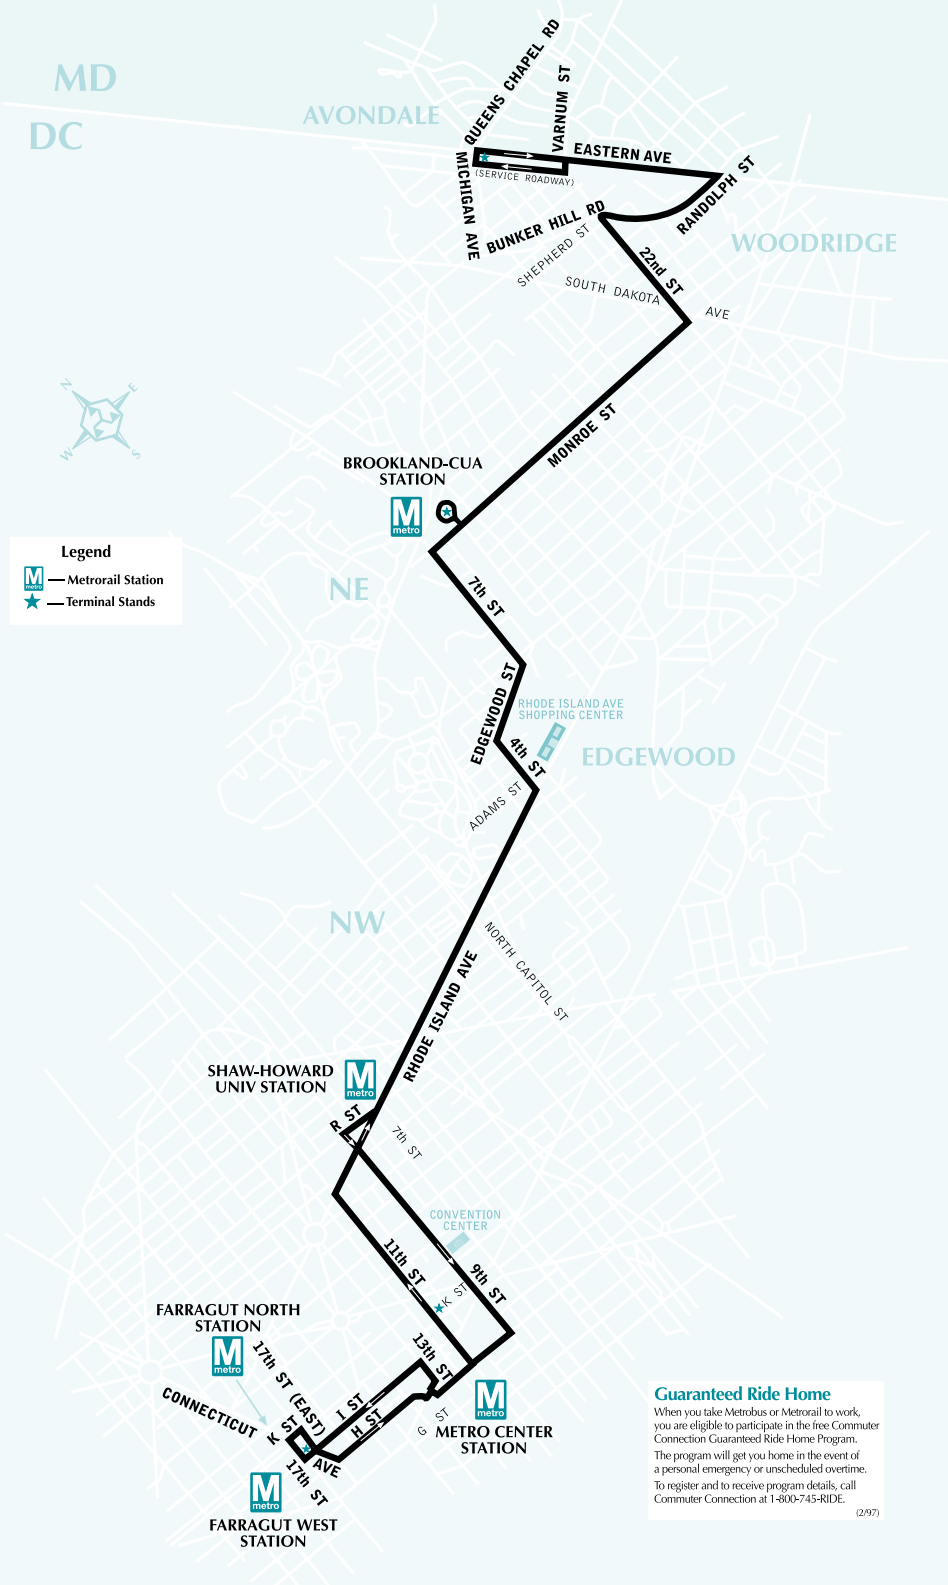 MD
DC
AVONDALE
QUEENS CHAPEL RD
VARNUM ST
EASTERN AVE
(SERVICE ROADWAY)
MICHIGAN AVE
RANDOLPH ST
BUNKER HILL RD
SHEPHERD ST
WOODRIDGE
22nd ST
SOUTH DAKOTA
AVE
N
E
W
S
MONROE ST
BROOKLAND-CUA
STATION
M
metro
Legend
M
metro
Metrorail Station
Terminal Stands
NE
7th ST
EDGEWOOD ST
RHODE ISLAND AVE
SHOPPING CENTER
4th ST
EDGEWOOD
ADAMS ST
NW
NORTH CAPITOL ST
RHODE ISLAND AVE
SHAW-HOWARD
UNIV STATION
M
metro
R ST
7th ST
CONVENTION
CENTER
11th ST
9th ST
K ST
FARRAGUT NORTH
STATION
M
metro
17th ST (EAST)
13th ST
CONNECTICUT
K ST
I ST
H ST
G ST
M
metro
METRO CENTER
STATION
AVE
17th ST
M
metro
FARRAGUT WEST
STATION
Guaranteed Ride Home
When you take Metrobus or Metrorail to work,
you are eligible to participate in the free Commuter
Connection Guaranteed Ride Home Program.
The program will get you home in the event of
a personal emergency or unscheduled overtime.
To register and to receive program details, call
Commuter Connection at 1-800-745-RIDE.
(2/97)